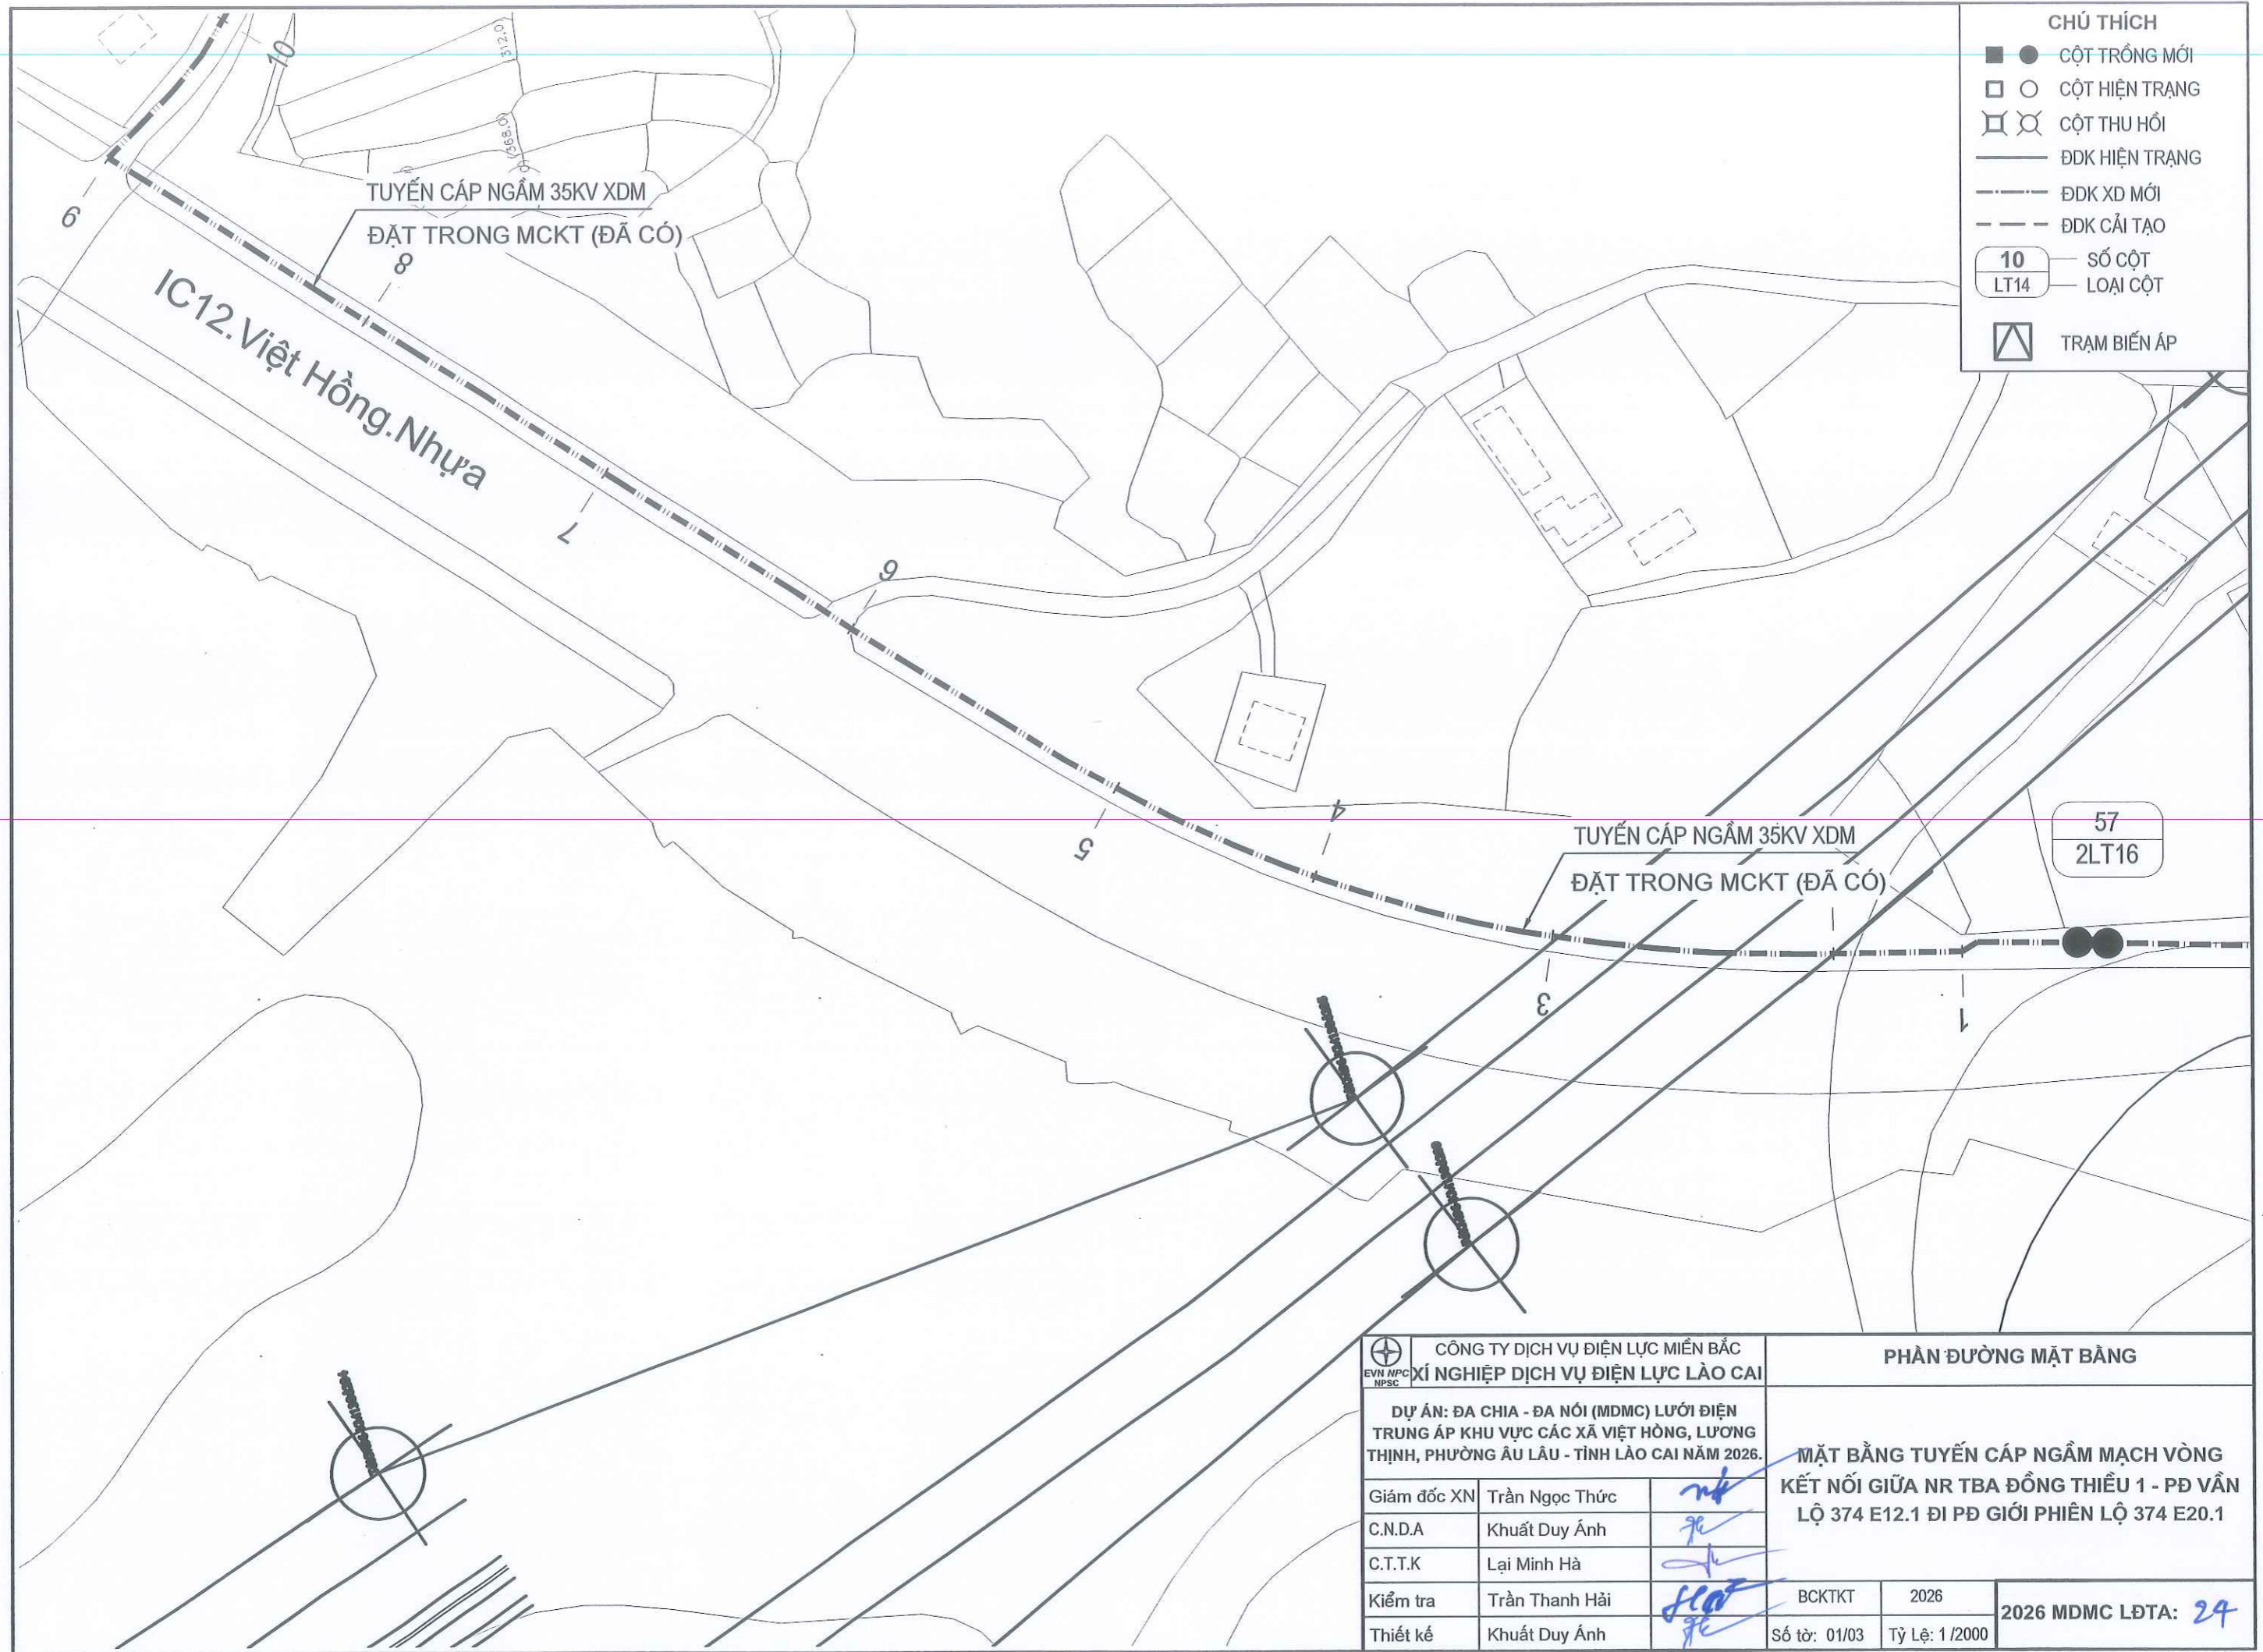 CHÚ THÍCH
CỘT TRỒNG MỚI
CỘT HIỆN TRẠNG
CỘT THU HỒI
ĐDK HIỆN TRẠNG
ĐDK XD MỚI
ĐDK CẢI TẠO
10 SỐ CỘT
LT14 LOẠI CỘT
TRẠM BIẾN ÁP
10
312.0
(368.0)
TUYẾN CÁP NGẦM 35KV XDM
ĐẶT TRONG MCKT (ĐÃ CÓ)
9
8
IC12.Việt Hồng.Nhựa
7
6
5
4
TUYẾN CÁP NGẦM 35KV XDM
ĐẶT TRONG MCKT (ĐÃ CÓ)
57
2LT16
3
1
EVN NPC
NPSC
CÔNG TY DỊCH VỤ ĐIỆN LỰC MIỀN BẮC
XÍ NGHIỆP DỊCH VỤ ĐIỆN LỰC LÀO CAI
PHẦN ĐƯỜNG MẶT BẰNG
DỰ ÁN: ĐA CHIA - ĐA NỐI (MDMC) LƯỚI ĐIỆN
TRUNG ÁP KHU VỰC CÁC XÃ VIỆT HỒNG, LƯƠNG
THỊNH, PHƯỜNG ÂU LÂU - TỈNH LÀO CAI NĂM 2026.
MẶT BẰNG TUYẾN CÁP NGẦM MẠCH VÒNG
KẾT NỐI GIỮA NR TBA ĐỒNG THIỀU 1 - PĐ VẦN
LỘ 374 E12.1 ĐI PĐ GIỚI PHIÊN LỘ 374 E20.1
Giám đốc XN Trần Ngọc Thức
C.N.D.A Khuất Duy Ánh
C.T.T.K Lại Minh Hà
Kiểm tra Trần Thanh Hải
Thiết kế Khuất Duy Ánh
BCKTKT 2026
Số tờ: 01/03 Tỷ Lệ: 1/2000
2026 MDMC LĐTA: 24